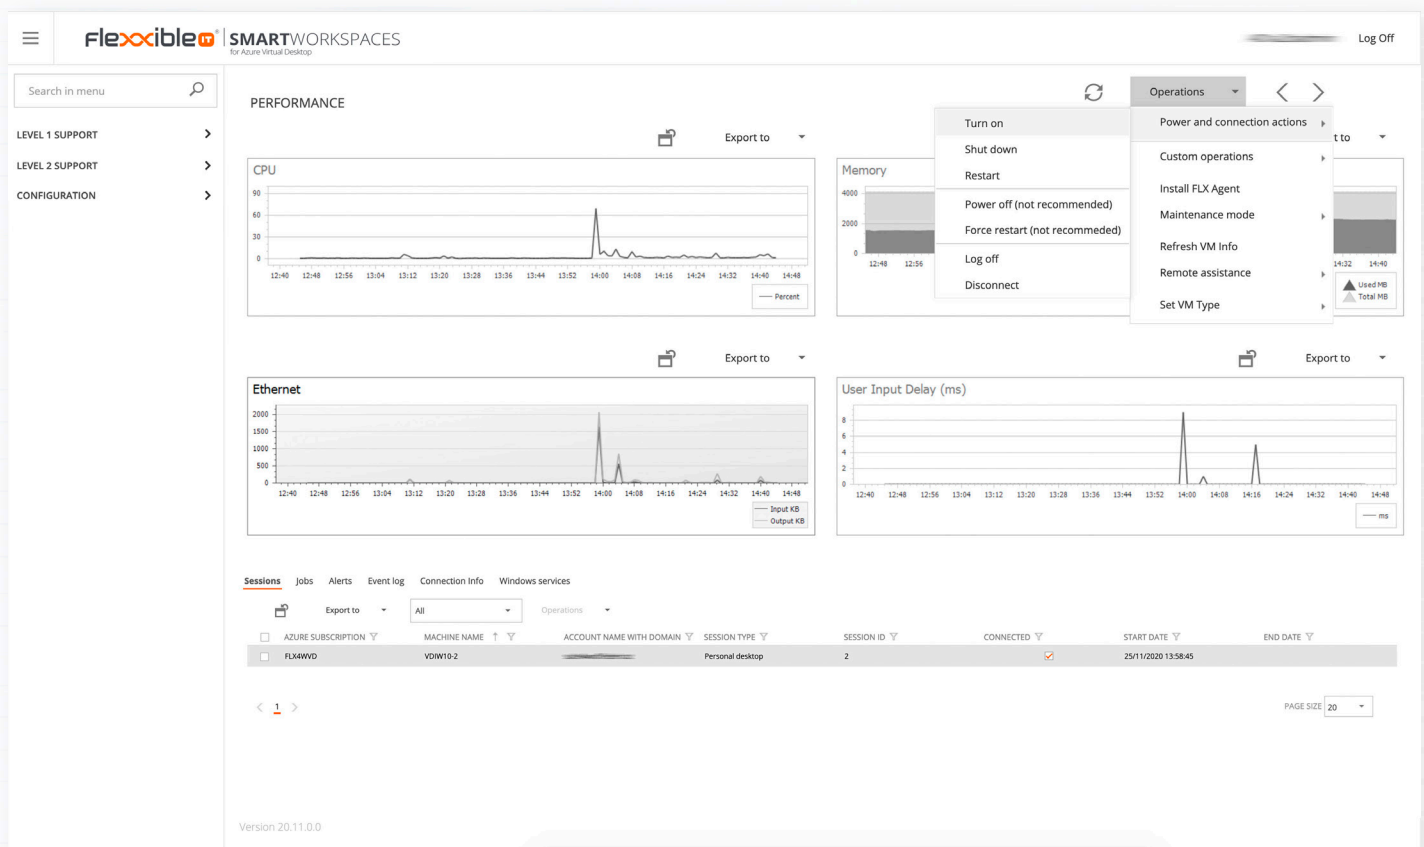 Flexxible IT SMARTWORKSPACES
for Azure Virtual Desktop
Log Off
Search in menu
LEVEL 1 SUPPORT
LEVEL 2 SUPPORT
CONFIGURATION
PERFORMANCE
Operations
Power and connection actions
Custom operations
Install FLX Agent
Maintenance mode
Refresh VM Info
Remote assistance
Set VM Type
Turn on
Shut down
Restart
Power off (not recommended)
Force restart (not recommeded)
Log off
Disconnect
Export to
t to
CPU
90
60
30
0
12:40 12:48 12:56 13:04 13:12 13:20 13:28 13:36 13:44 13:52 14:00 14:08 14:16 14:24 14:32 14:40 14:48
Percent
Memory
4000
2000
0
12:48 12:56 14:32 14:40
Used MB
Total MB
Export to
Export to
Ethernet
2000
1500
1000
500
0
12:40 12:48 12:56 13:04 13:12 13:20 13:28 13:36 13:44 13:52 14:00 14:08 14:16 14:24 14:32 14:40 14:48
Input KB
Output KB
User Input Delay (ms)
8
6
4
2
0
12:40 12:48 12:56 13:04 13:12 13:20 13:28 13:36 13:44 13:52 14:00 14:08 14:16 14:24 14:32 14:40 14:48
ms
Sessions Jobs Alerts Event log Connection Info Windows services
Export to All Operations
AZURE SUBSCRIPTION MACHINE NAME ACCOUNT NAME WITH DOMAIN SESSION TYPE SESSION ID CONNECTED START DATE END DATE
FLX4WVD VDIW10-2 Personal desktop 2 25/11/2020 13:58:45
1
PAGE SIZE 20
Version 20.11.0.0